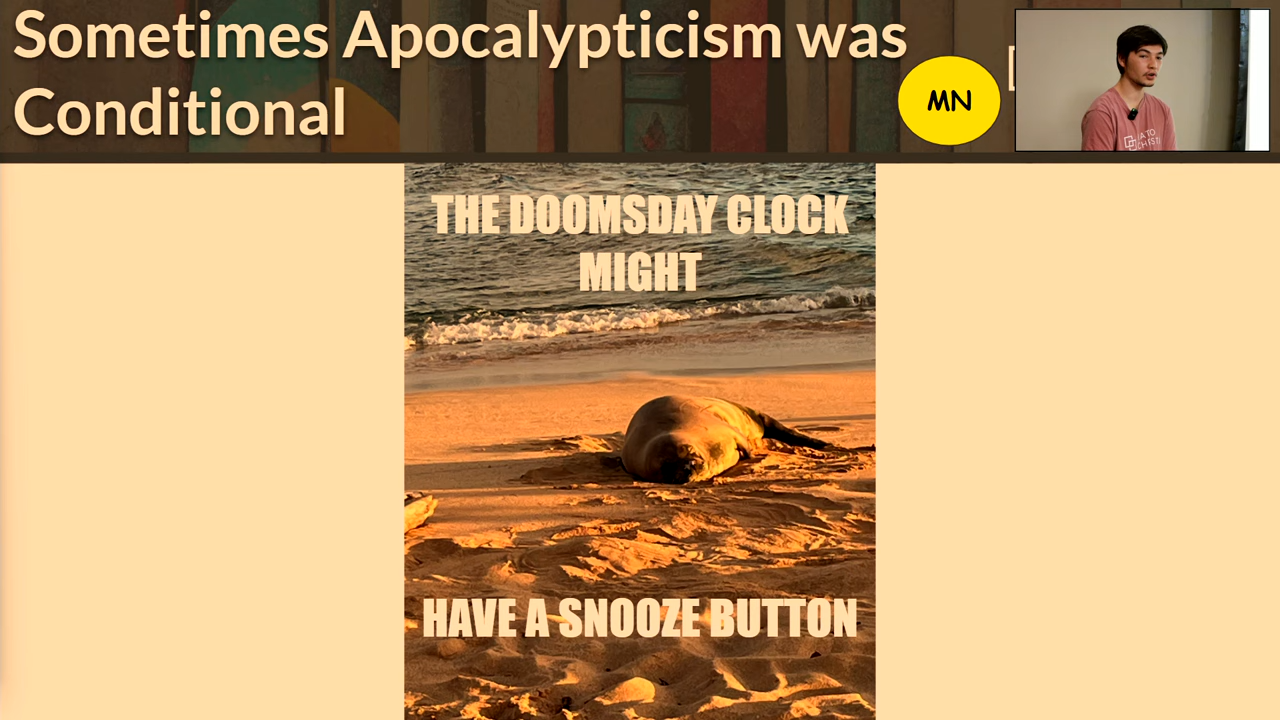 Sometimes Apocalypticism was
Conditional
MN
THE DOOMSDAY CLOCK
MIGHT
HAVE A SNOOZE BUTTON